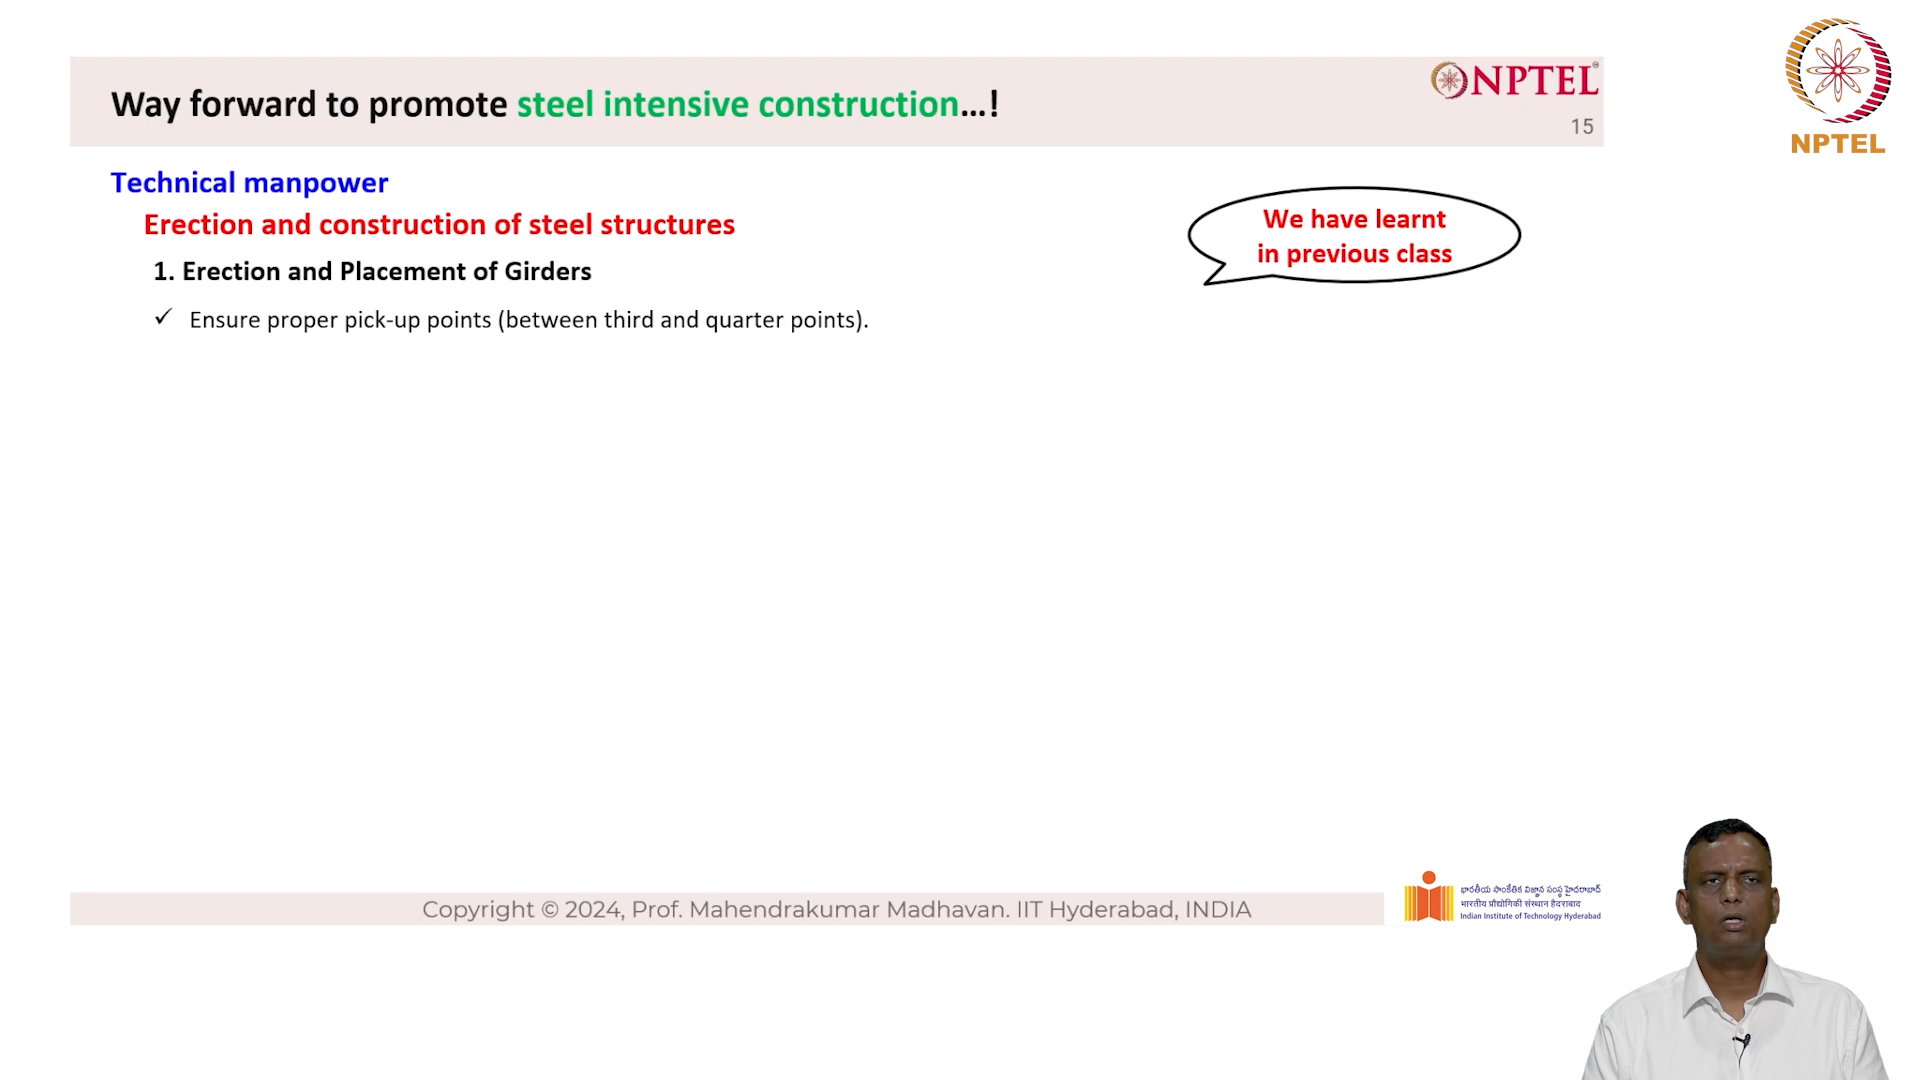 Way forward to promote steel intensive construction...!
NPTEL
15
NPTEL
Technical manpower
Erection and construction of steel structures
We have learnt
in previous class
1. Erection and Placement of Girders
✓ Ensure proper pick-up points (between third and quarter points).
Copyright © 2024, Prof. Mahendrakumar Madhavan. IIT Hyderabad, INDIA
భారతీయ సాంకేతిక విజ్ఞాన సంస్థ హైదరాబాద్
भारतीय प्रौद्योगिकी संस्थान हैदराबाद
Indian Institute of Technology Hyderabad